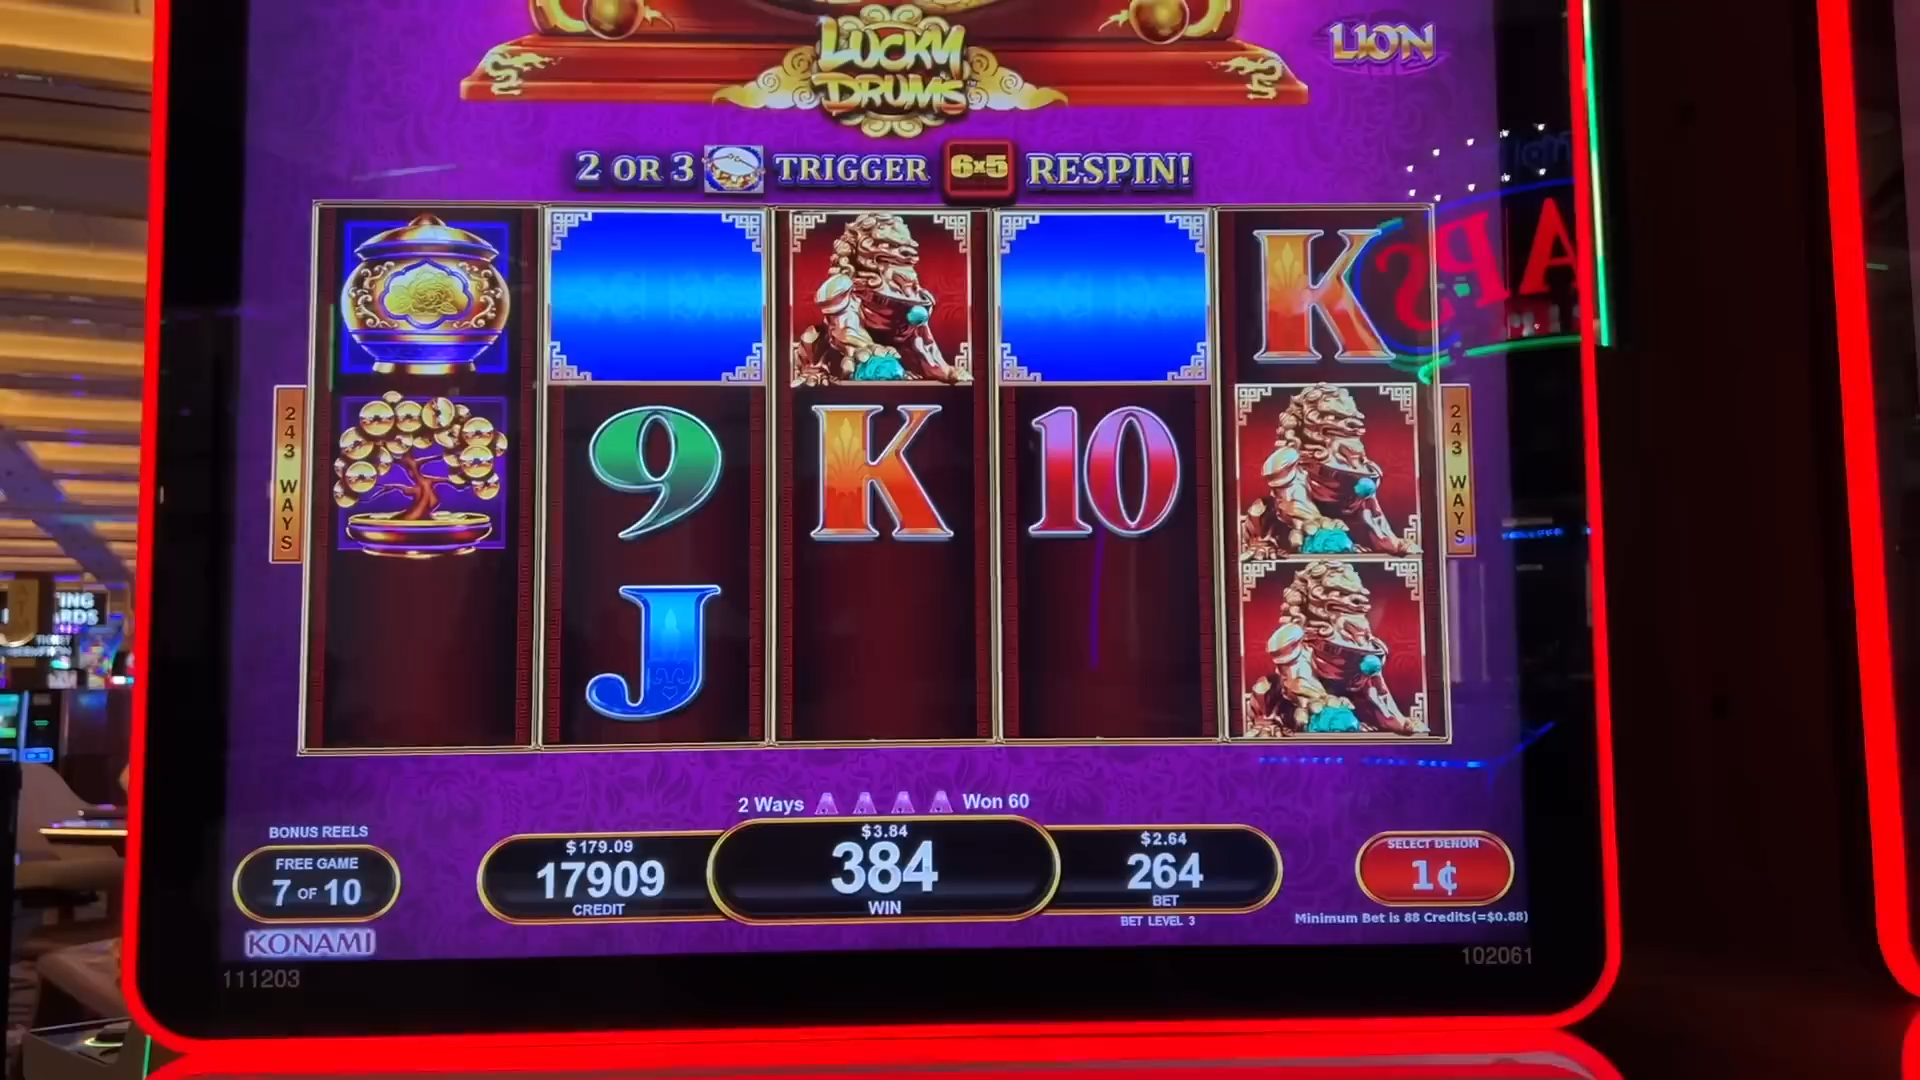 LUCKY
DRUMS
LION
2 OR 3 TRIGGER 6x5 RESPIN!
K
9 K 10
J
243 WAYS
243 WAYS
2 Ways Won 60
BONUS REELS
FREE GAME
7 OF 10
$179.09
17909
CREDIT
$3.84
384
WIN
$2.64
264
BET
BET LEVEL 3
SELECT DENOM
1¢
Minimum Bet is 88 Credits(=$0.88)
KONAMI
111203
102061